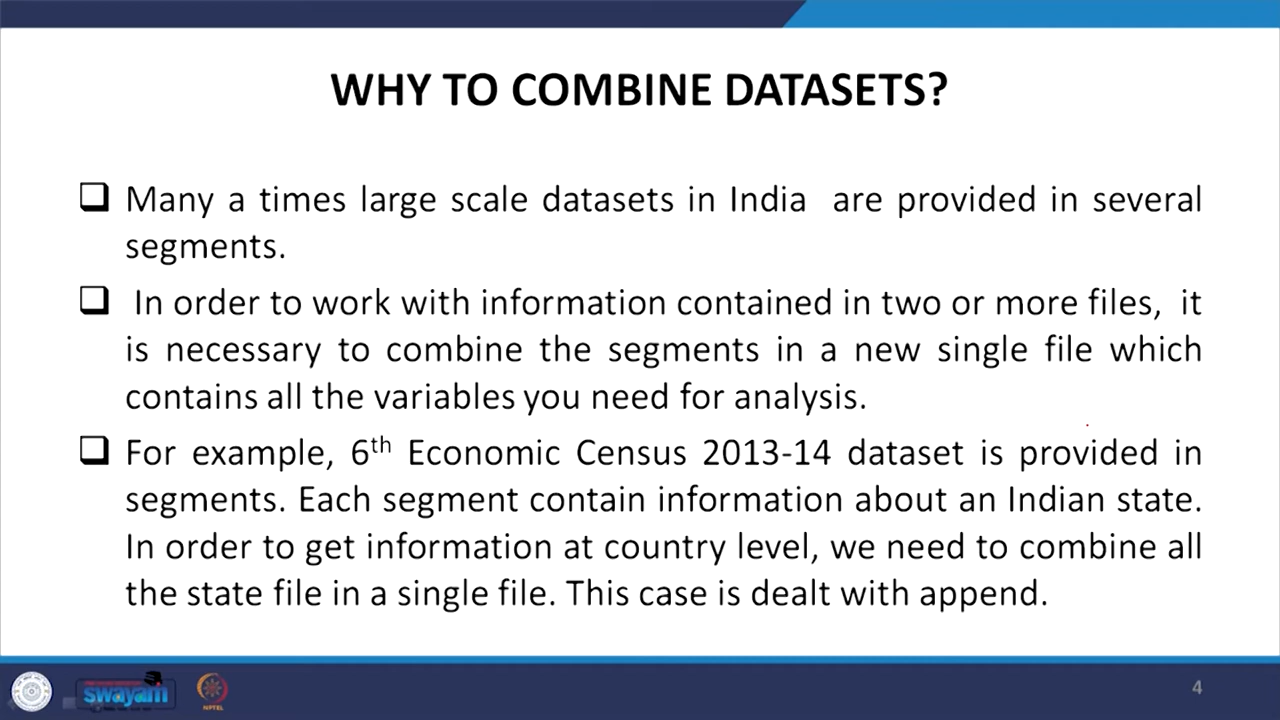 WHY TO COMBINE DATASETS?
Many a times large scale datasets in India are provided in several
segments.
In order to work with information contained in two or more files, it
is necessary to combine the segments in a new single file which
contains all the variables you need for analysis.
For example, 6th Economic Census 2013-14 dataset is provided in
segments. Each segment contain information about an Indian state.
In order to get information at country level, we need to combine all
the state file in a single file. This case is dealt with append.
swayam
NPTEL
4